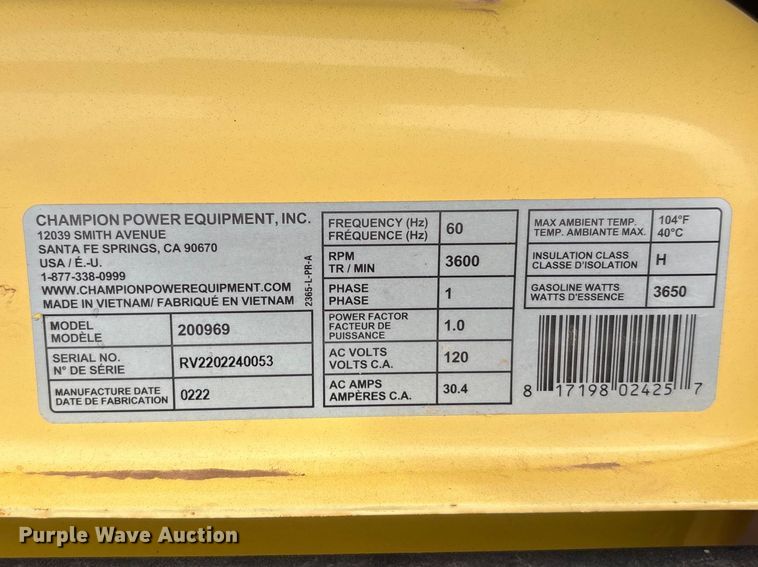 CHAMPION POWER EQUIPMENT, INC.
12039 SMITH AVENUE
SANTA FE SPRINGS, CA 90670
USA / É.-U.
1-877-338-0999
WWW.CHAMPIONPOWEREQUIPMENT.COM
MADE IN VIETNAM/ FABRIQUÉ EN VIETNAM
2365-L-PR-A
MODEL
MODÈLE
200969
SERIAL NO.
N° DE SÉRIE
RV2202240053
MANUFACTURE DATE
DATE DE FABRICATION
0222
FREQUENCY (Hz)
FRÉQUENCE (Hz)
60
RPM
TR / MIN
3600
PHASE
PHASE
1
POWER FACTOR
FACTEUR DE
PUISSANCE
1.0
AC VOLTS
VOLTS C.A.
120
AC AMPS
AMPÈRES C.A.
30.4
MAX AMBIENT TEMP.
TEMP. AMBIANTE MAX.
104°F
40°C
INSULATION CLASS
CLASSE D'ISOLATION
H
GASOLINE WATTS
WATTS D'ESSENCE
3650
8 17198 02425 7
Purple Wave Auction